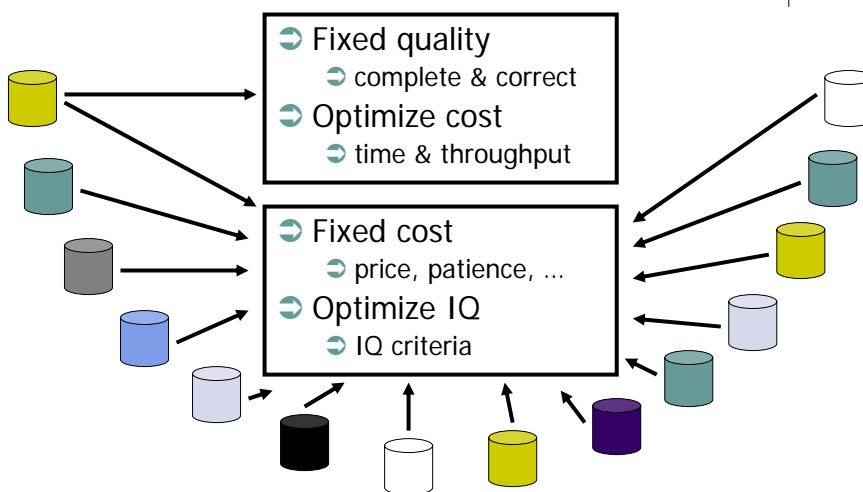 Fixed quality
complete & correct
Optimize cost
time & throughput
Fixed cost
price, patience, ...
Optimize IQ
IQ criteria